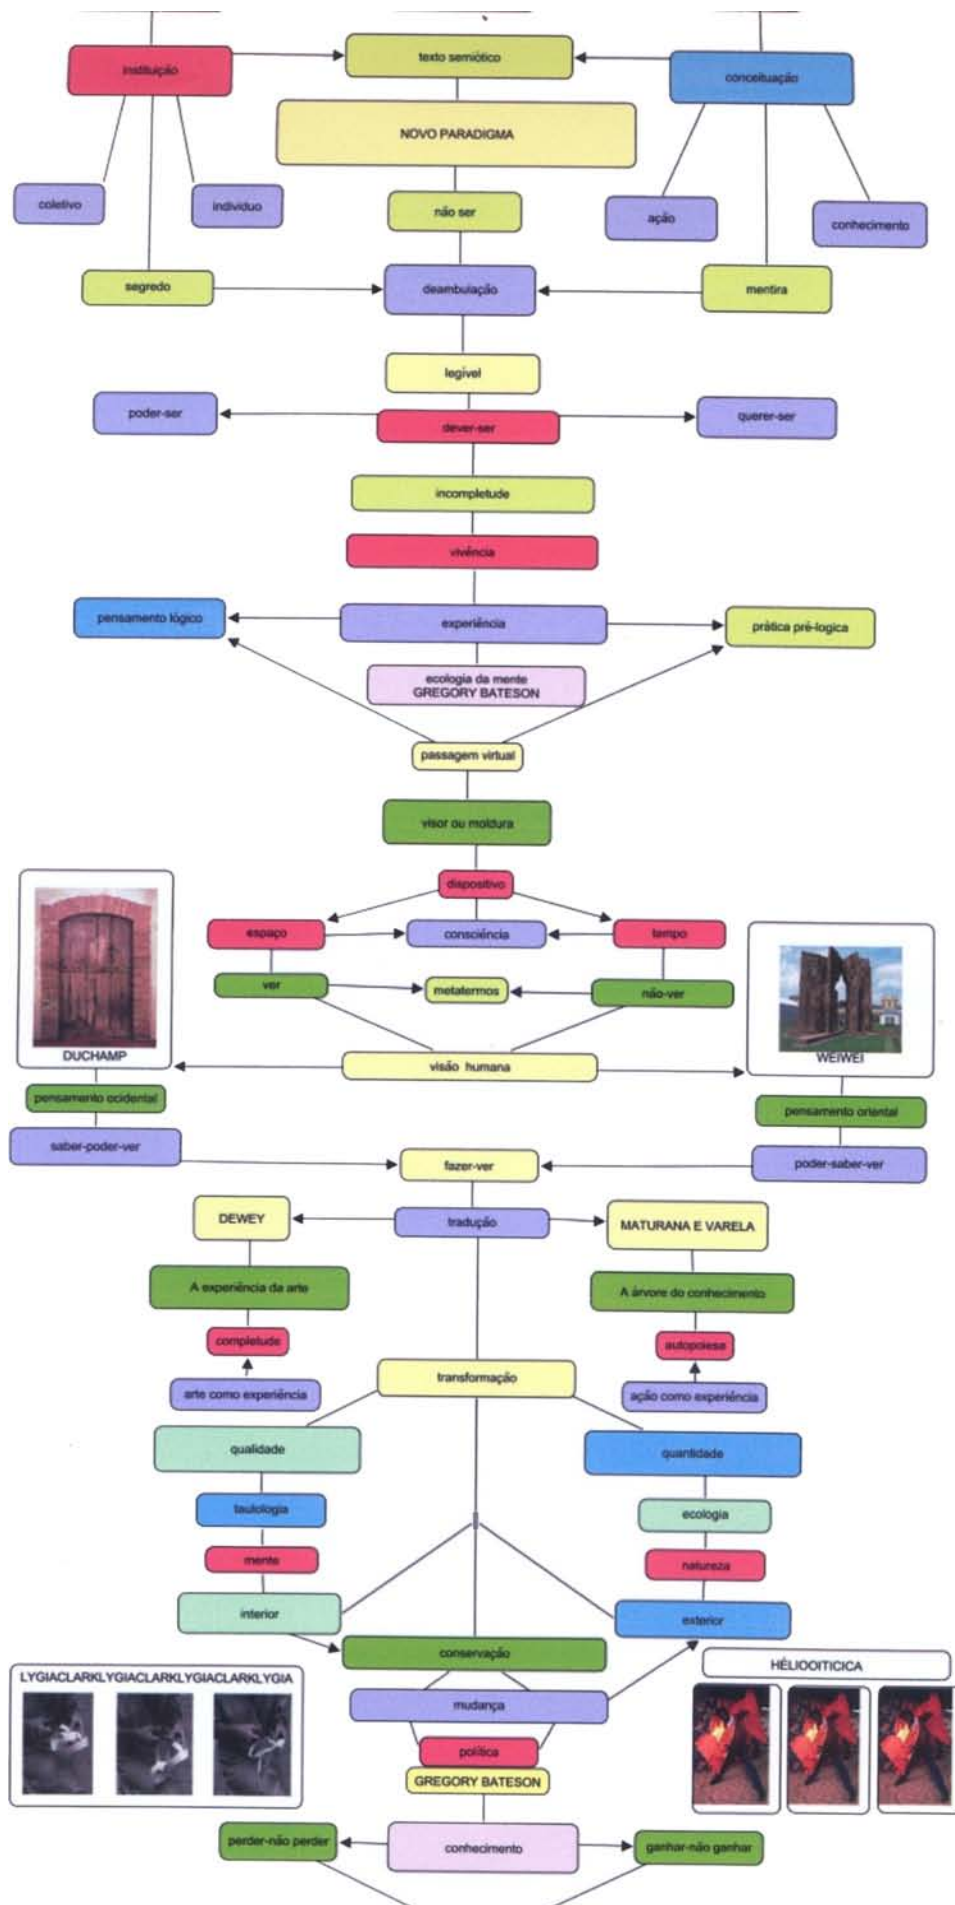 instituição
texto semiótico
conceituação
NOVO PARADIGMA
coletivo
individuo
não ser
ação
conhecimento
segredo
deambulação
mentira
legível
poder-ser
dever-ser
querer-ser
incompletude
vivência
pensamento lógico
experiência
prática pré-logica
ecologia da mente
GREGORY BATESON
passagem virtual
visor ou moldura
dispositivo
espaço
consciência
tempo
ver
metatermos
não-ver
DUCHAMP
visão humana
WEIWEI
pensamento ocidental
pensamento oriental
saber-poder-ver
fazer-ver
poder-saber-ver
DEWEY
tradução
MATURANA E VARELA
A experiência da arte
A árvore do conhecimento
completude
autopoiese
transformação
arte como experiência
ação como experiência
qualidade
quantidade
tautologia
ecologia
mente
natureza
interior
exterior
conservação
LYGIACLARKLYGIACLARKLYGIACLARKLYGIA
HÉLIOOITICICA
mudança
política
GREGORY BATESON
perder-não perder
conhecimento
ganhar-não ganhar